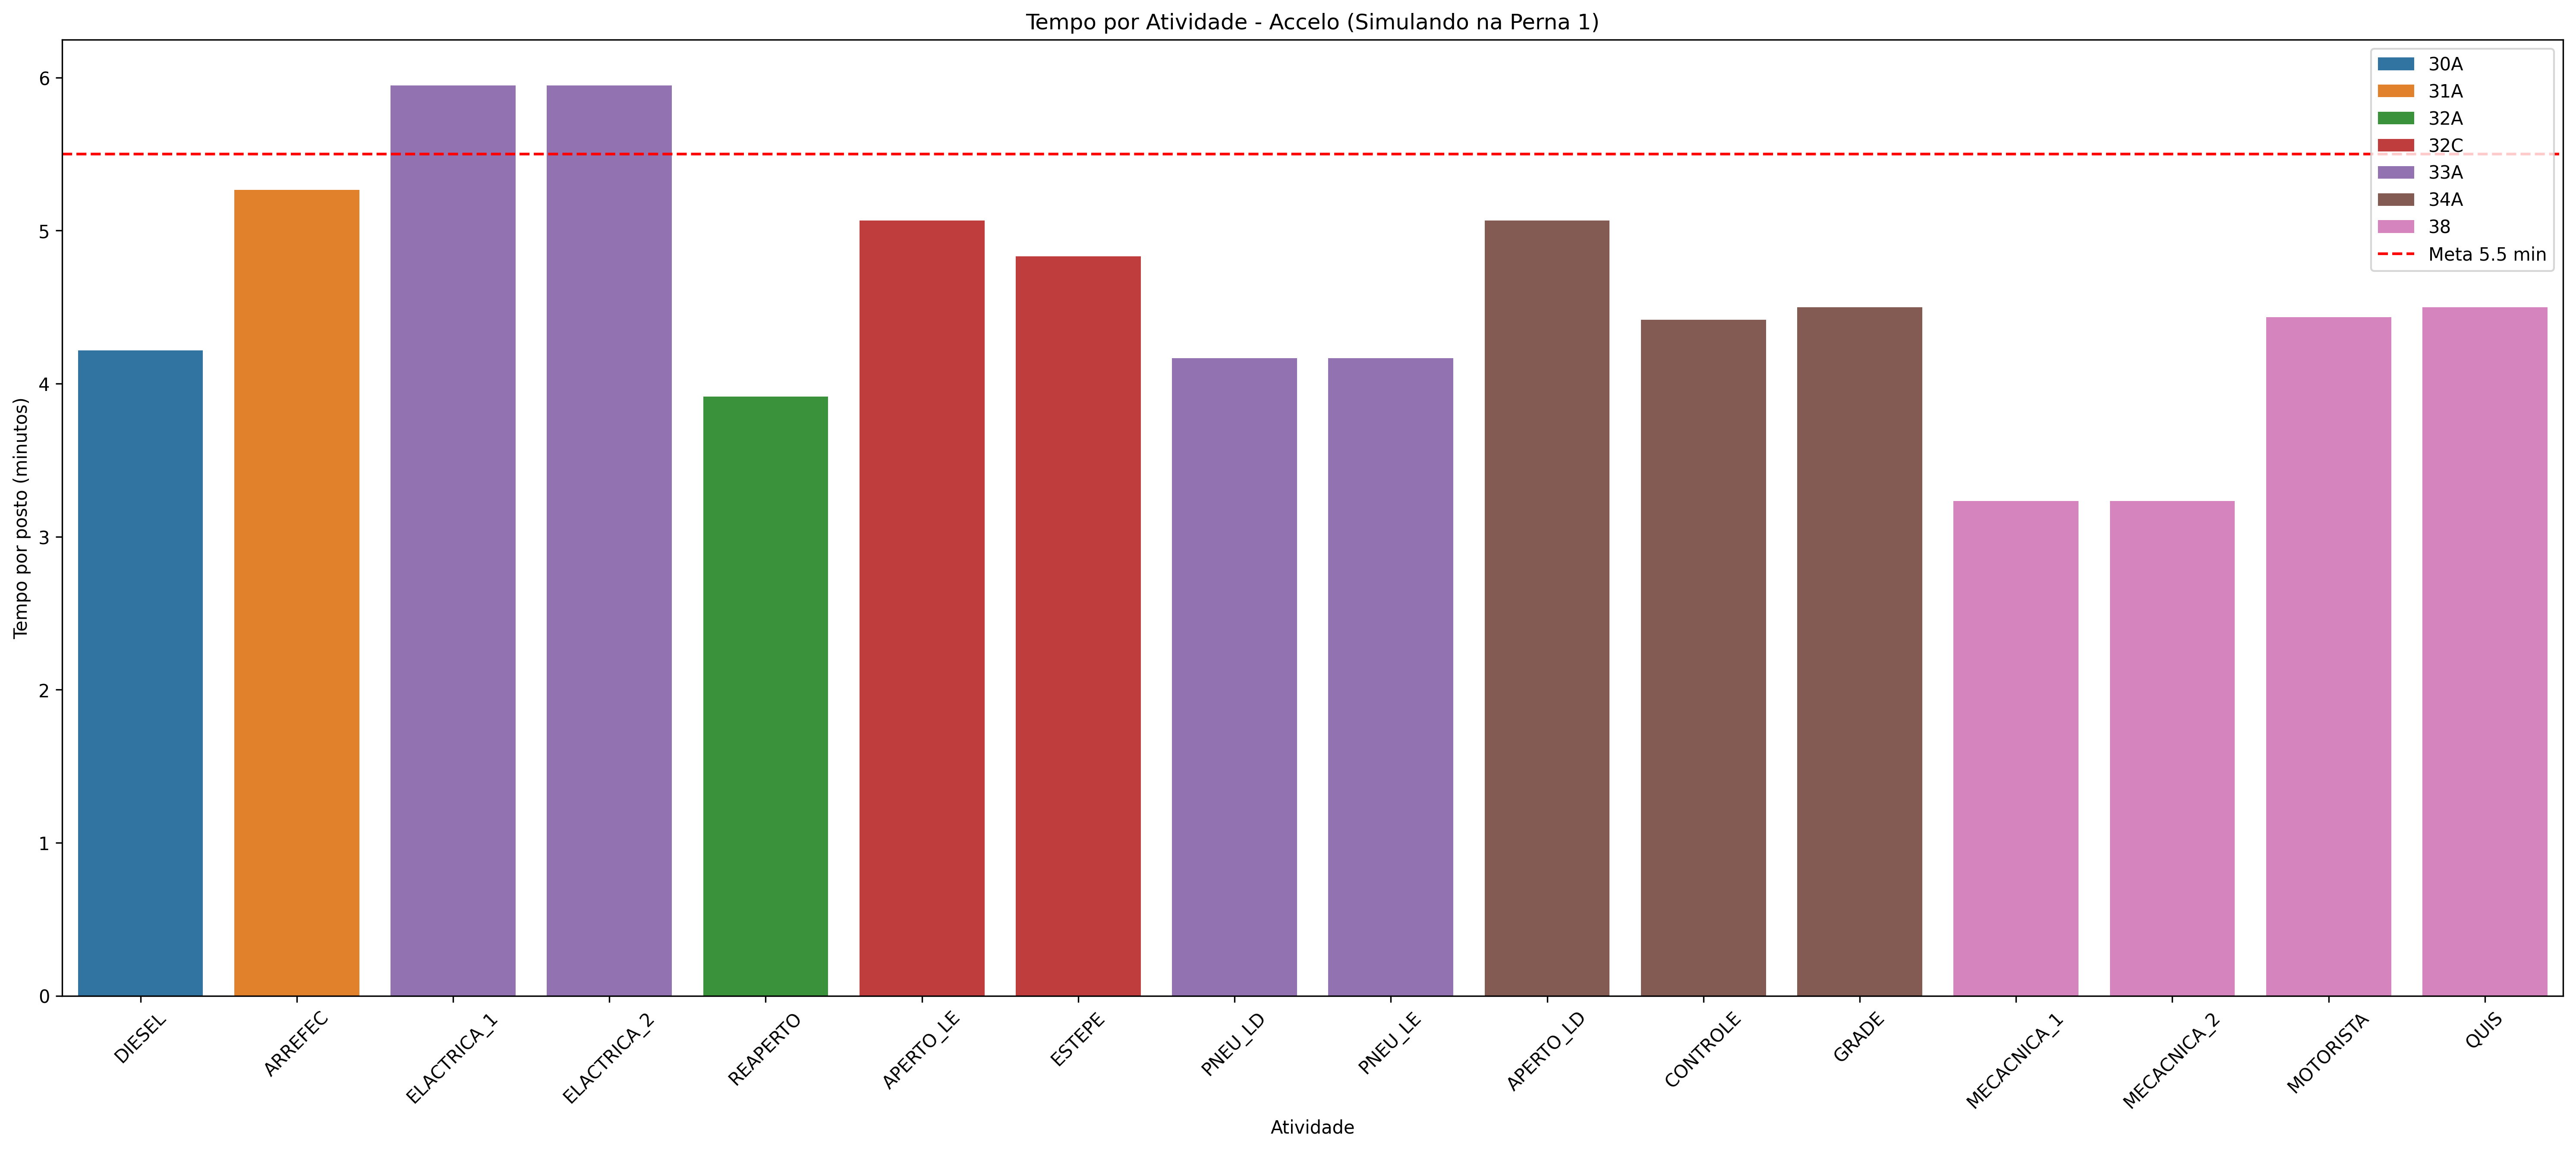 Tempo por Atividade - Accelo (Simulando na Perna 1)
30A
31A
32A
32C
33A
34A
38
Meta 5.5 min
Tempo por posto (minutos)
6
5
4
3
2
1
0
DIESEL
ARREFEC
ELACTRICA_1
ELACTRICA_2
REAPERTO
APERTO_LE
ESTEPE
PNEU_LD
PNEU_LE
APERTO_LD
CONTROLE
GRADE
MECACNICA_1
MECACNICA_2
MOTORISTA
QUIS
Atividade